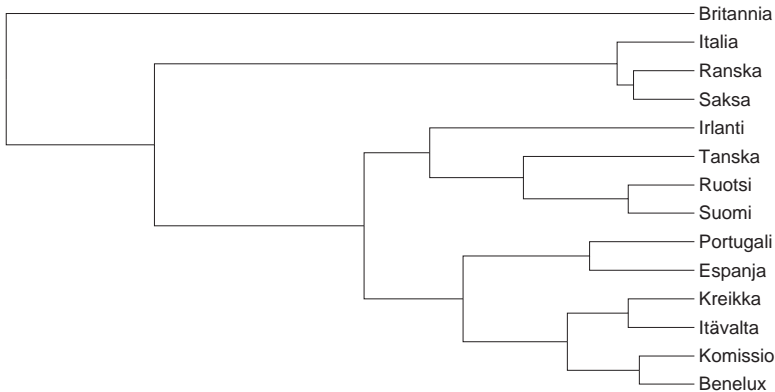 Britannia
Italia
Ranska
Saksa
Irlanti
Tanska
Ruotsi
Suomi
Portugali
Espanja
Kreikka
Itävalta
Komissio
Benelux